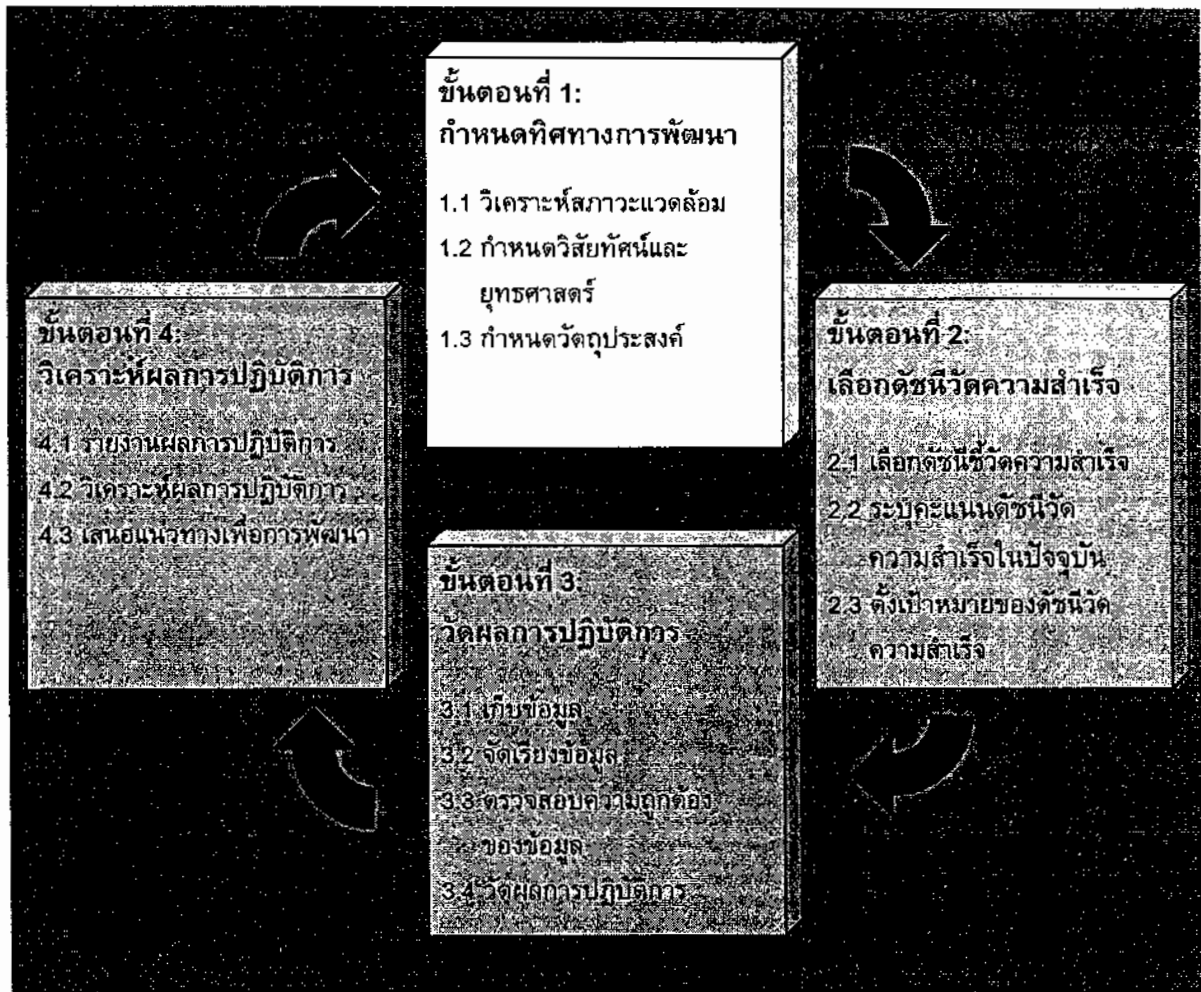 ขั้นตอนที่ 1:
กำหนดทิศทางการพัฒนา
1.1 วิเคราะห์สภาวะแวดล้อม
1.2 กำหนดวิสัยทัศน์และ
ยุทธศาสตร์
1.3 กำหนดวัตถุประสงค์
ขั้นตอนที่ 2:
เลือกดัชนีวัดความสำเร็จ
2.1 เลือกดัชนีชี้วัดความสำเร็จ
2.2 ระบุคะแนนดัชนีวัด
ความสำเร็จในปัจจุบัน
2.3 ตั้งเป้าหมายของดัชนีวัด
ความสำเร็จ
ขั้นตอนที่ 3:
วัดผลการปฏิบัติการ
3.1 เก็บข้อมูล
3.2 จัดเรียงข้อมูล
3.3 ตรวจสอบความถูกต้อง
ของข้อมูล
3.4 วัดผลการปฏิบัติการ
ขั้นตอนที่ 4:
วิเคราะห์ผลการปฏิบัติการ
4.1 รายงานผลการปฏิบัติการ
4.2 วิเคราะห์ผลการปฏิบัติการ
4.3 เสนอแนวทางเพื่อการพัฒนา